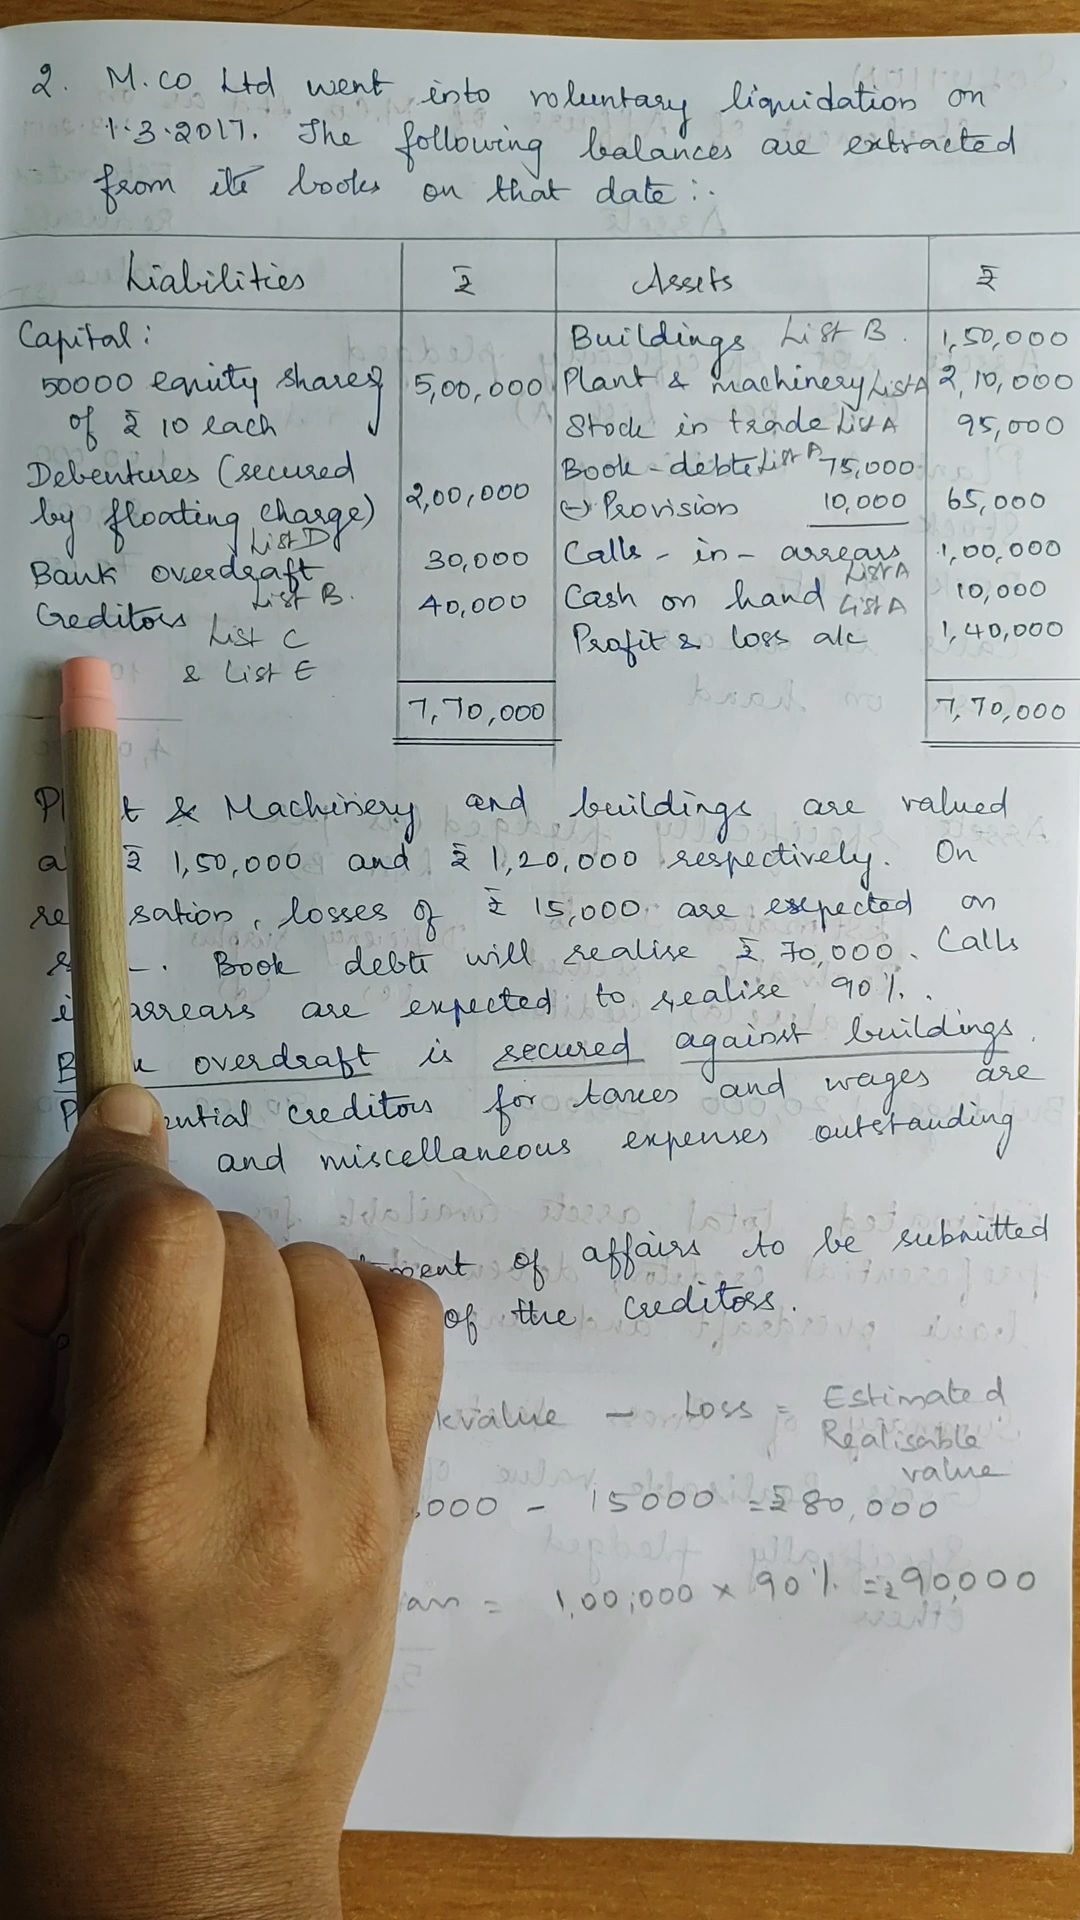 2. M.co Ltd went into voluntary liquidation on
1.3.2017. The following balances are extracted
from its books on that date :-
Liabilities ₹ Assets ₹
Capital : Buildings List B. 1,50,000
50000 equity shares 5,00,000 Plant & machinery List A 2,10,000
of ₹ 10 each Stock in trade List A 95,000
Debentures (secured 2,00,000 Book-debts List A 75,000
by floating charge) (-) Provision 10,000 65,000
List D
Bank overdraft 30,000 Calls-in-arrears 1,00,000
List B. List A
Creditors 40,000 Cash on hand List A 10,000
List C Profit & loss a/c 1,40,000
& List E
7,70,000 7,70,000
& Machinery and buildings are valued
₹ 1,50,000 and ₹ 1,20,000 respectively. On
losses of ₹ 15,000 are expected on
Book debts will realise ₹ 70,000. Calls
arrears are expected to realise 90%.
overdraft is secured against buildings.
creditors for taxes and wages are
and miscellaneous expenses outstanding
of affairs to be submitted
of the creditors.
- Loss = Estimated
Realisable
value
,000 - 15000 = ₹80,000
= 1,00,000 x 90% = ₹90,000